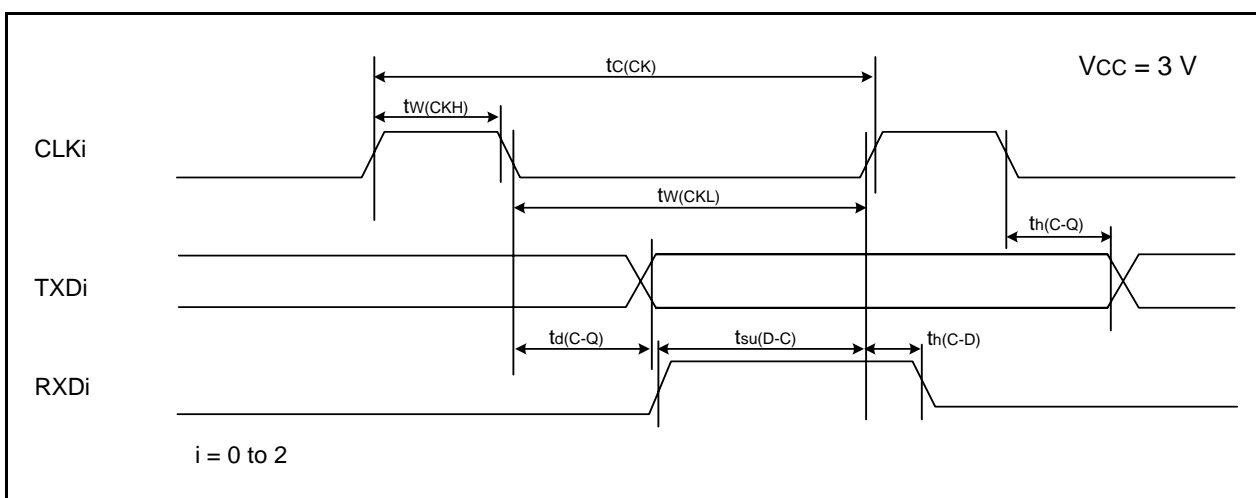 tC(CK)
VCC = 3 V
tW(CKH)
CLKi
tW(CKL)
th(C-Q)
TXDi
td(C-Q)
tsu(D-C)
th(C-D)
RXDi
i = 0 to 2